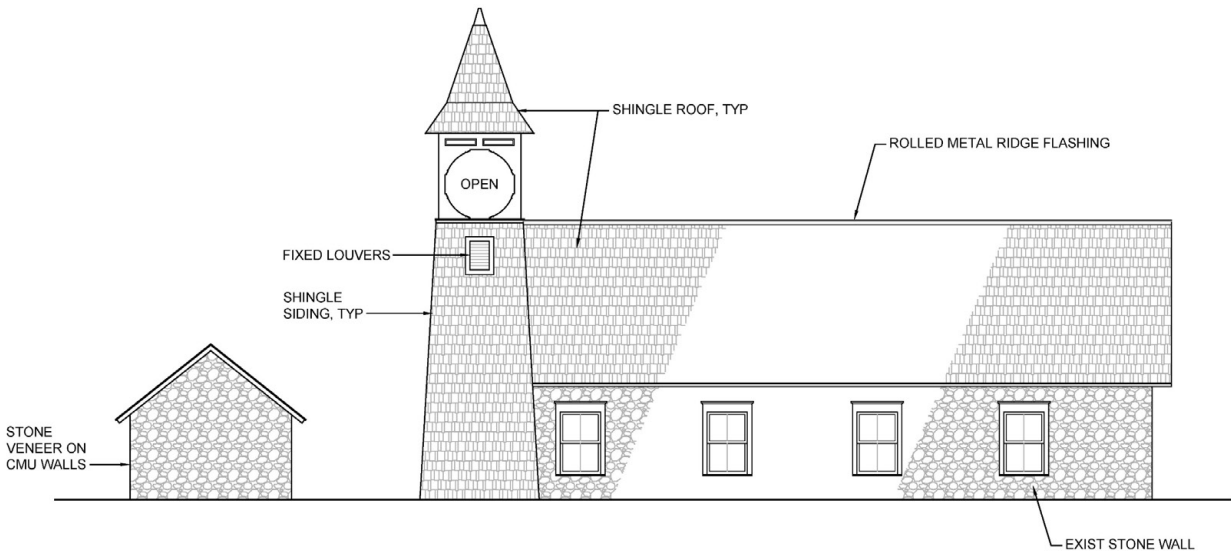 SHINGLE ROOF, TYP
ROLLED METAL RIDGE FLASHING
OPEN
FIXED LOUVERS
SHINGLE
SIDING, TYP
STONE
VENEER ON
CMU WALLS
EXIST STONE WALL